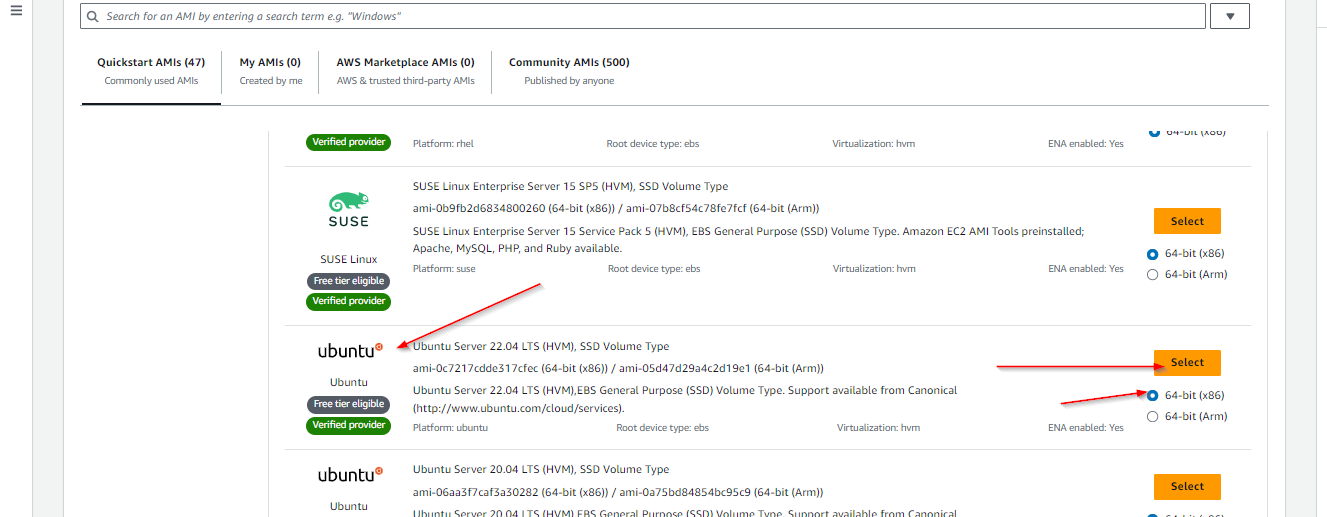 Search for an AMI by entering a search term e.g. "Windows"
Quickstart AMIs (47)
Commonly used AMIs
My AMIs (0)
Created by me
AWS Marketplace AMIs (0)
AWS & trusted third-party AMIs
Community AMIs (500)
Published by anyone
Verified provider
Platform: rhel
Root device type: ebs
Virtualization: hvm
ENA enabled: Yes
64-bit (x86)
SUSE
SUSE Linux
Free tier eligible
Verified provider
SUSE Linux Enterprise Server 15 SP5 (HVM), SSD Volume Type
ami-0b9fb2d6834800260 (64-bit (x86)) / ami-07b8cf54c78fe7fcf (64-bit (Arm))
SUSE Linux Enterprise Server 15 Service Pack 5 (HVM), EBS General Purpose (SSD) Volume Type. Amazon EC2 AMI Tools preinstalled;
Apache, MySQL, PHP, and Ruby available.
Platform: suse
Root device type: ebs
Virtualization: hvm
ENA enabled: Yes
Select
64-bit (x86)
64-bit (Arm)
ubuntu
Ubuntu
Free tier eligible
Verified provider
Ubuntu Server 22.04 LTS (HVM), SSD Volume Type
ami-0c7217cdde317cfec (64-bit (x86)) / ami-05d47d29a4c2d19e1 (64-bit (Arm))
Ubuntu Server 22.04 LTS (HVM),EBS General Purpose (SSD) Volume Type. Support available from Canonical
(http://www.ubuntu.com/cloud/services).
Platform: ubuntu
Root device type: ebs
Virtualization: hvm
ENA enabled: Yes
Select
64-bit (x86)
64-bit (Arm)
ubuntu
Ubuntu
Ubuntu Server 20.04 LTS (HVM), SSD Volume Type
ami-06aa3f7caf3a30282 (64-bit (x86)) / ami-0a75bd84854bc95c9 (64-bit (Arm))
Ubuntu Server 20.04 LTS (HVM),EBS General Purpose (SSD) Volume Type. Support available from Canonical
Select
64-bit (x86)